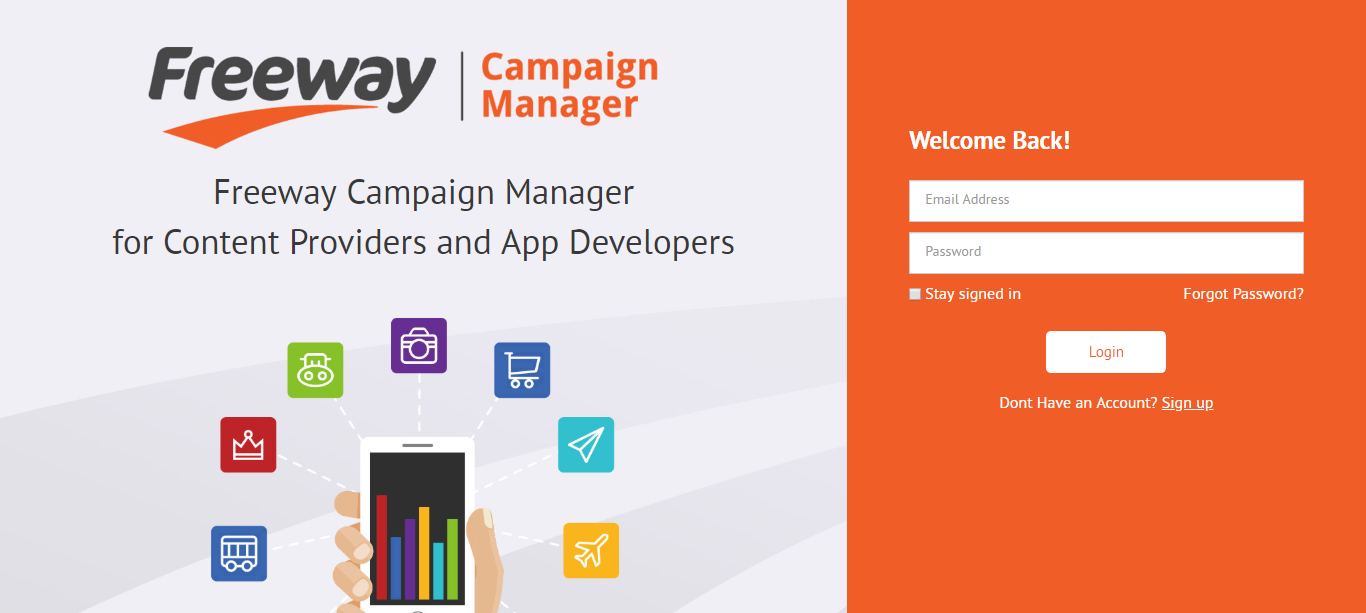 Freeway
Campaign
Manager
Freeway Campaign Manager
for Content Providers and App Developers
Welcome Back!
Email Address
Password
Stay signed in
Forgot Password?
Login
Dont Have an Account? Sign up